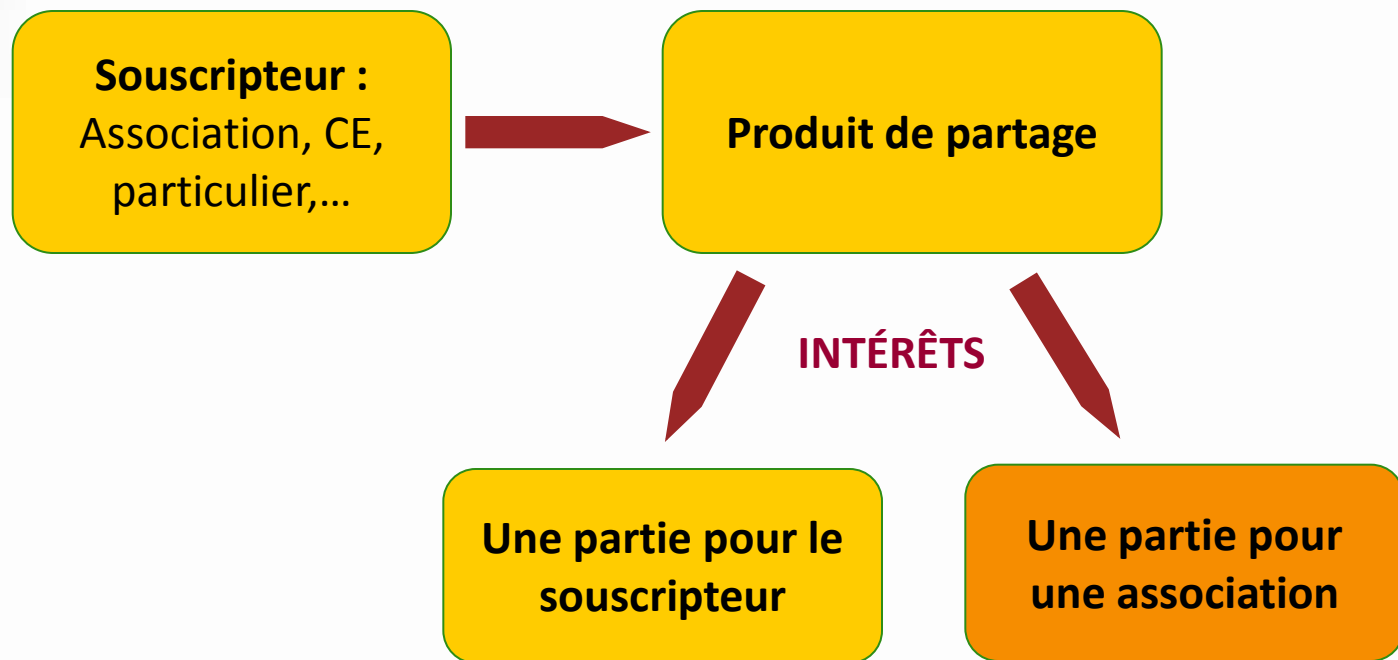 Souscripteur :
Association, CE,
particulier,...
Produit de partage
INTÉRÊTS
Une partie pour le
souscripteur
Une partie pour
une association